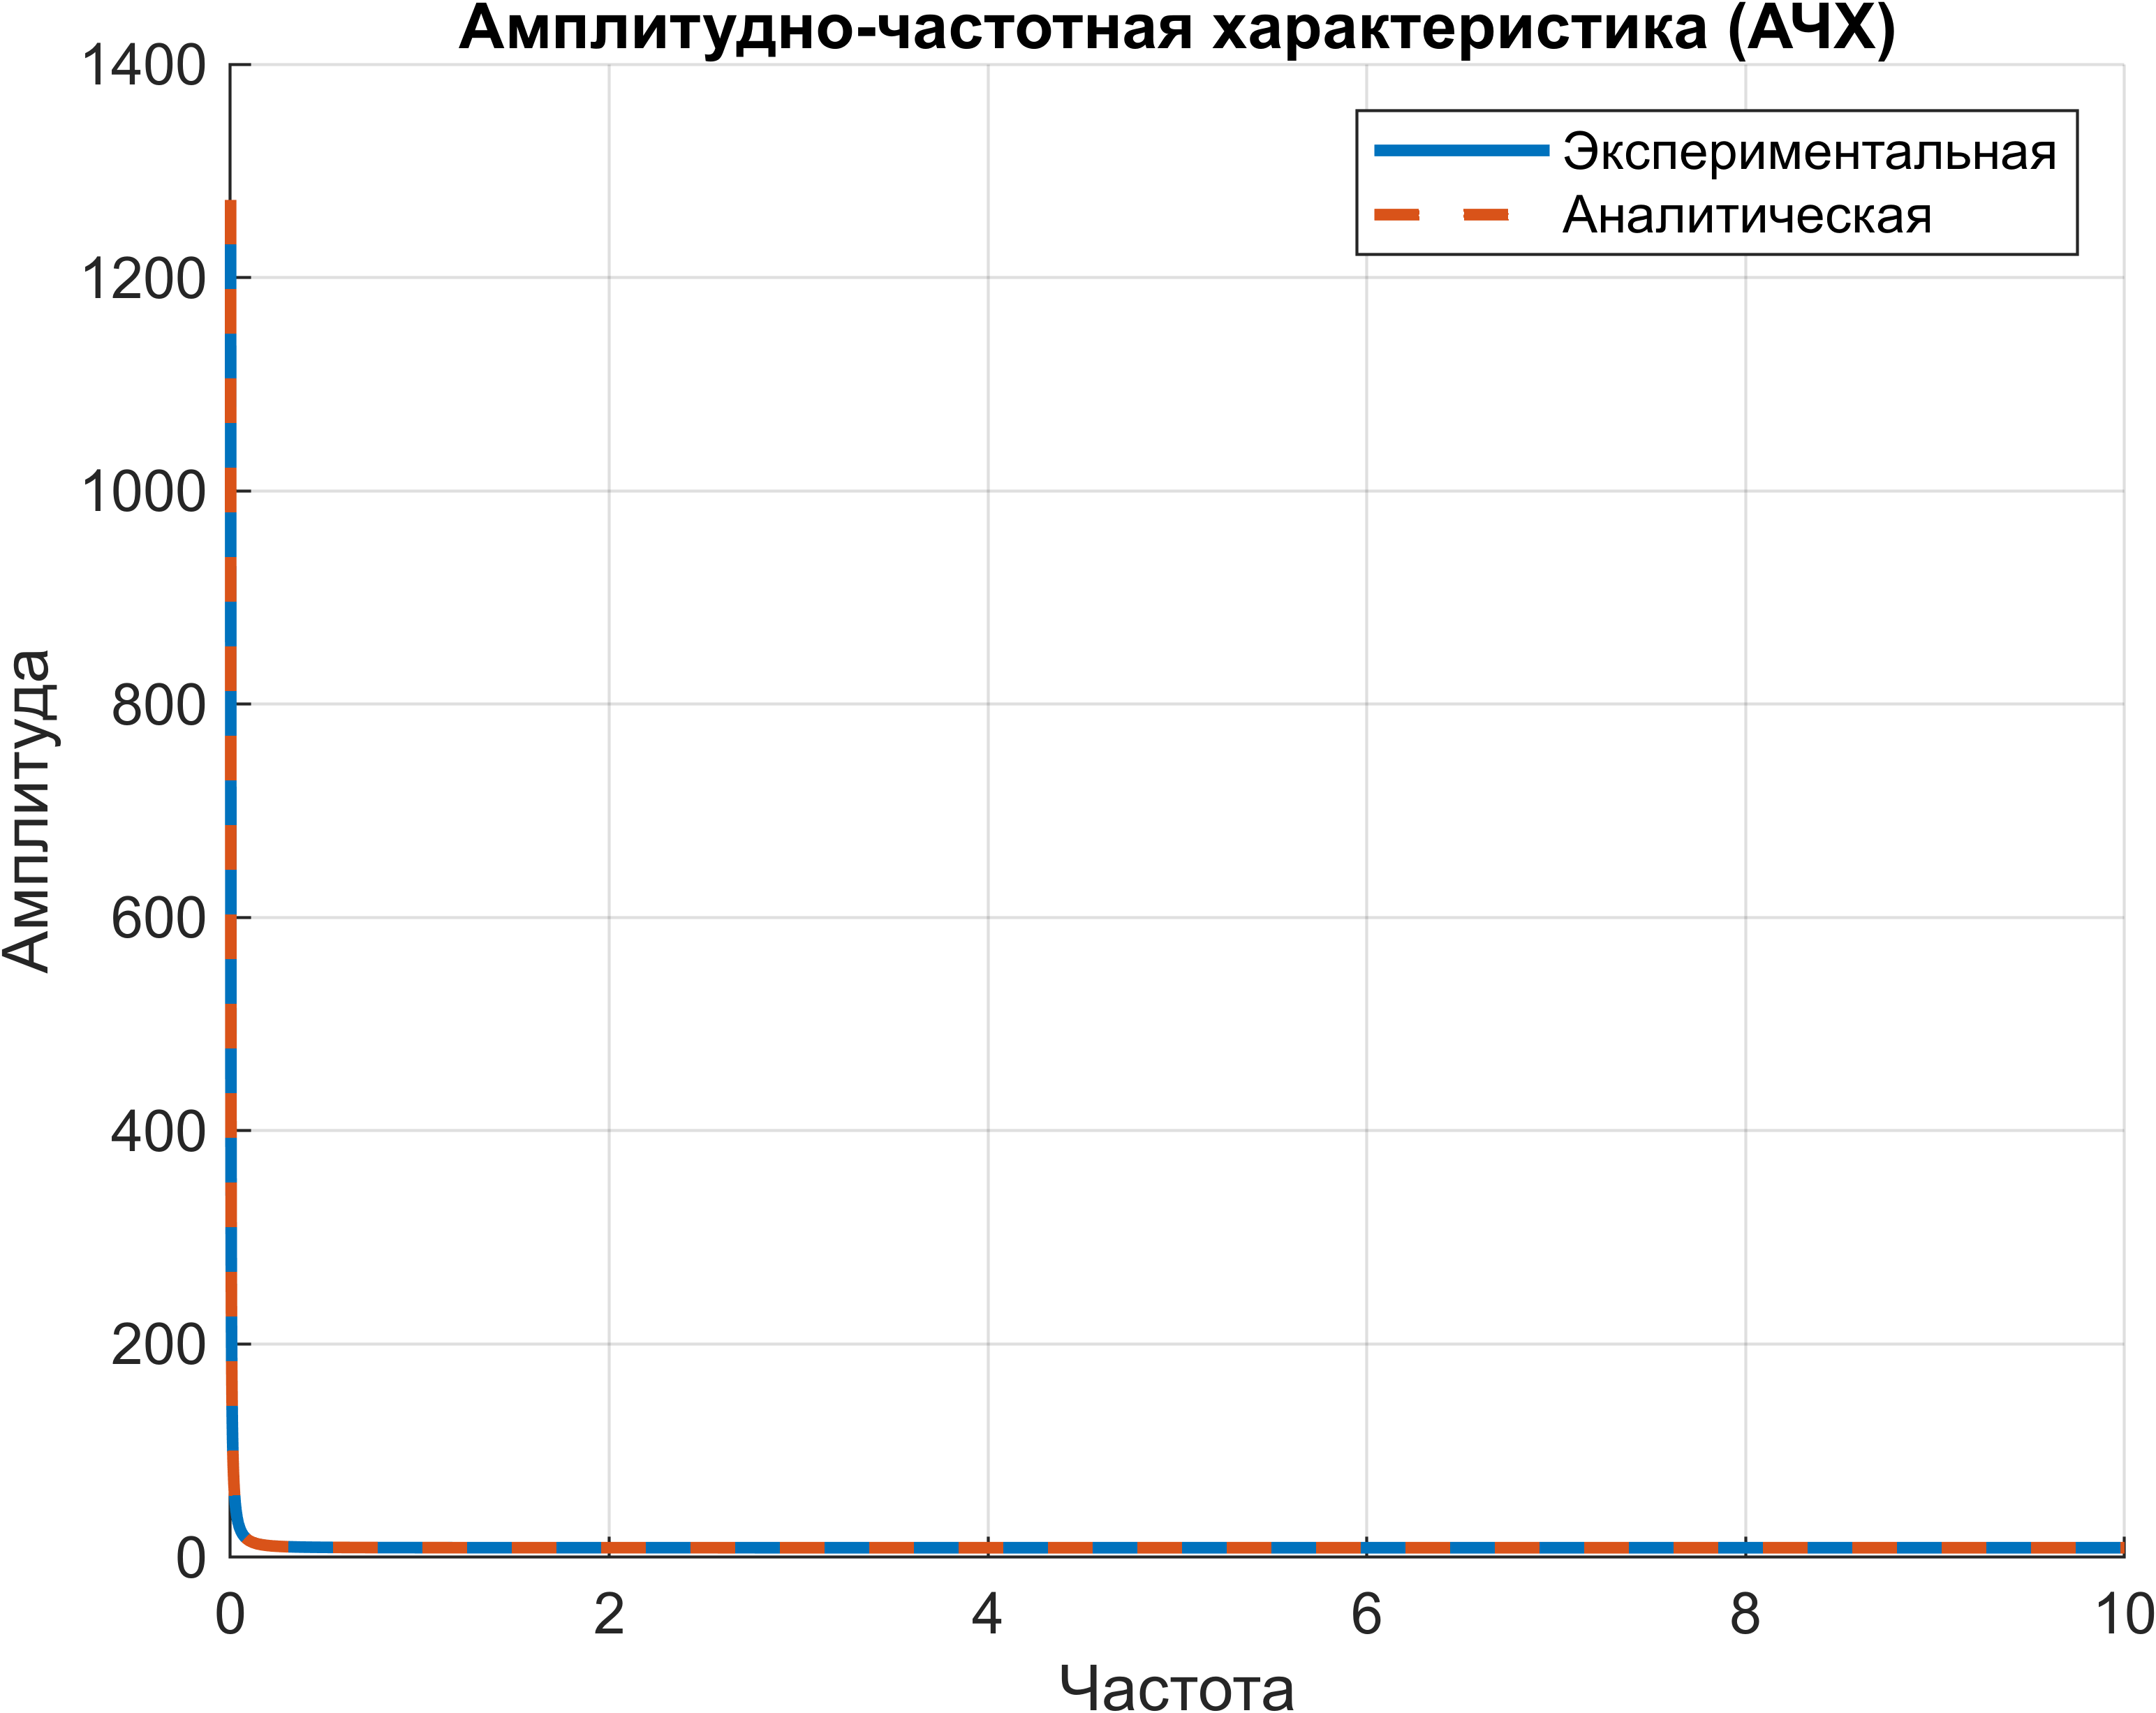 Амплитудно-частотная характеристика (АЧХ)
1400
1200
1000
800
600
400
200
0
Амплитуда
Экспериментальная
Аналитическая
0 2 4 6 8 10
Частота